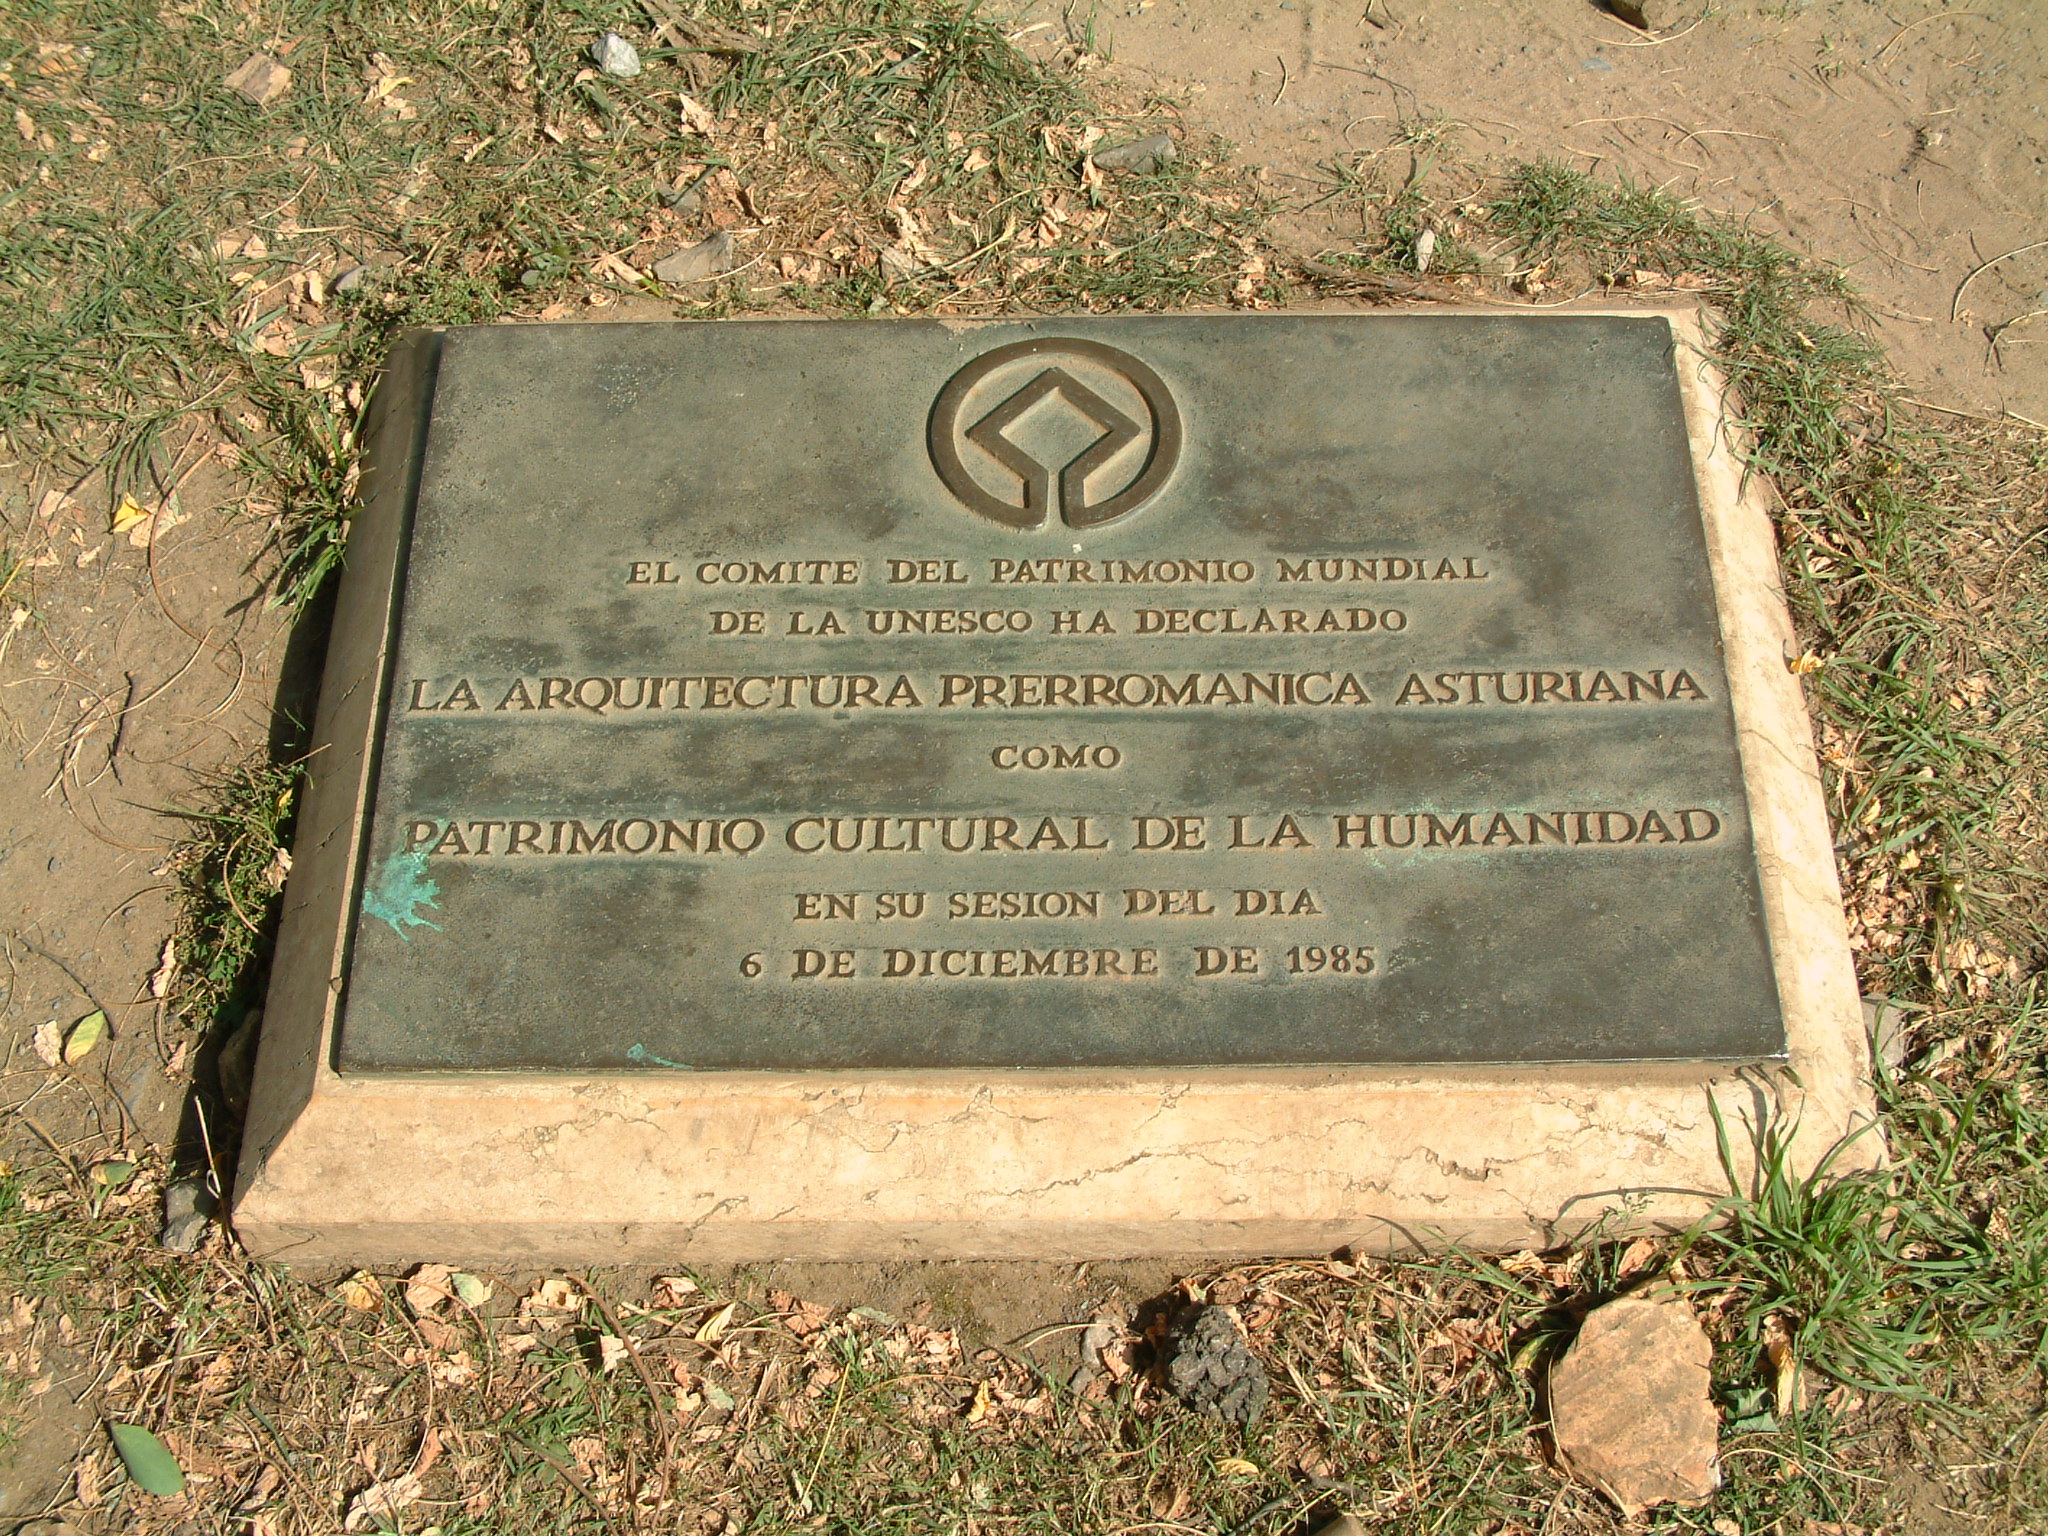 EL COMITE DEL PATRIMONIO MUNDIAL
DE LA UNESCO HA DECLARADO
LA ARQUITECTURA PRERROMANICA ASTURIANA
COMO
PATRIMONIO CULTURAL DE LA HUMANIDAD
EN SU SESION DEL DIA
6 DE DICIEMBRE DE 1985